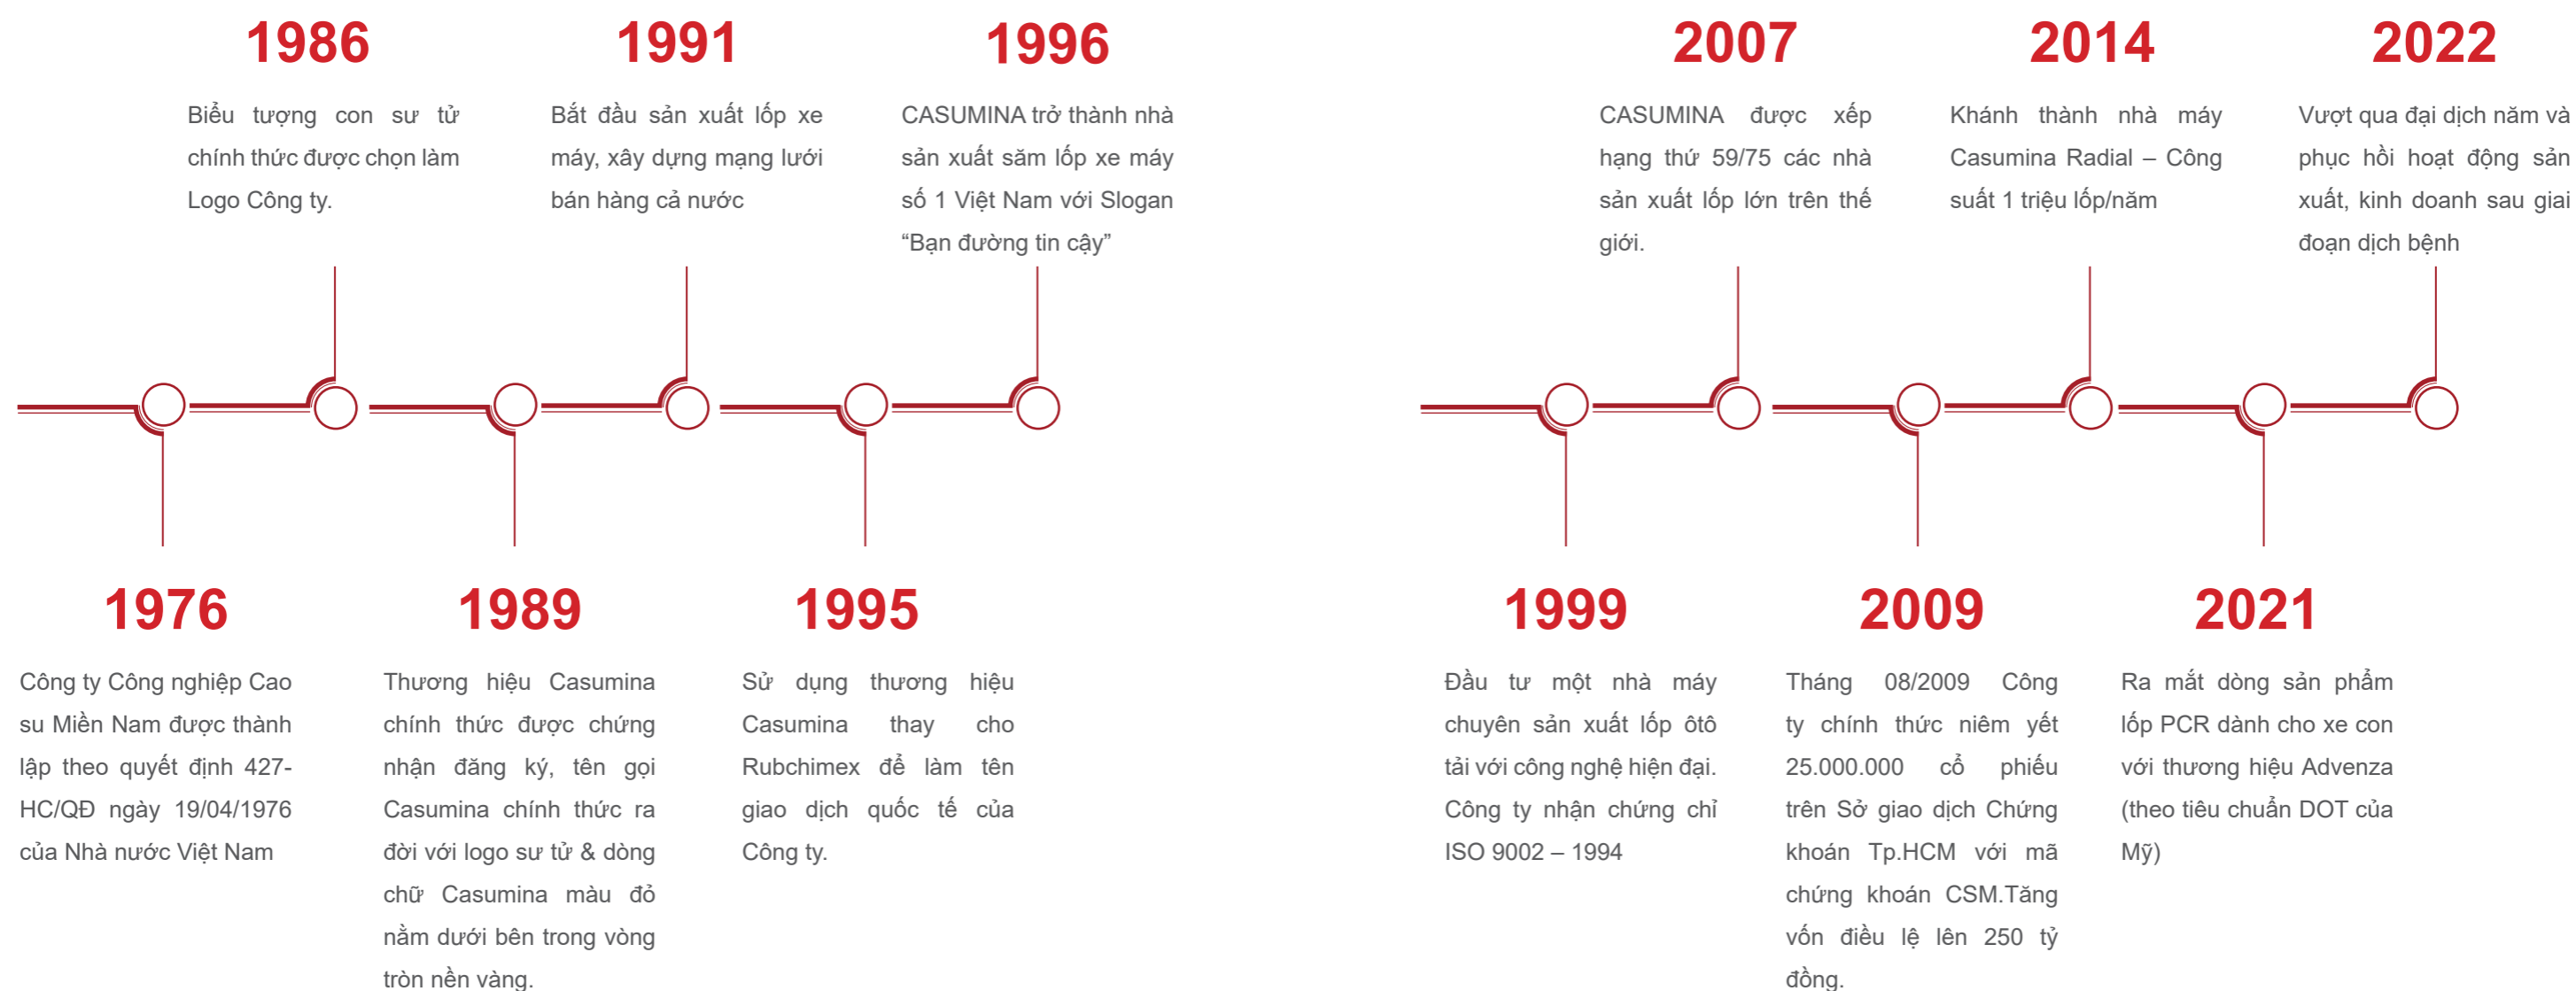 1986
Biểu tượng con sư tử
chính thức được chọn làm
Logo Công ty.
1991
Bắt đầu sản xuất lốp xe
máy, xây dựng mạng lưới
bán hàng cả nước
1996
CASUMINA trở thành nhà
sản xuất săm lốp xe máy
số 1 Việt Nam với Slogan
“Bạn đường tin cậy”
2007
CASUMINA được xếp
hạng thứ 59/75 các nhà
sản xuất lốp lớn trên thế
giới.
2014
Khánh thành nhà máy
Casumina Radial – Công
suất 1 triệu lốp/năm
2022
Vượt qua đại dịch năm và
phục hồi hoạt động sản
xuất, kinh doanh sau giai
đoạn dịch bệnh
1976
Công ty Công nghiệp Cao
su Miền Nam được thành
lập theo quyết định 427-
HC/QĐ ngày 19/04/1976
của Nhà nước Việt Nam
1989
Thương hiệu Casumina
chính thức được chứng
nhận đăng ký, tên gọi
Casumina chính thức ra
đời với logo sư tử & dòng
chữ Casumina màu đỏ
nằm dưới bên trong vòng
tròn nền vàng.
1995
Sử dụng thương hiệu
Casumina thay cho
Rubchimex để làm tên
giao dịch quốc tế của
Công ty.
1999
Đầu tư một nhà máy
chuyên sản xuất lốp ôtô
tải với công nghệ hiện đại.
Công ty nhận chứng chỉ
ISO 9002 – 1994
2009
Tháng 08/2009 Công
ty chính thức niêm yết
25.000.000 cổ phiếu
trên Sở giao dịch Chứng
khoán Tp.HCM với mã
chứng khoán CSM.Tăng
vốn điều lệ lên 250 tỷ
đồng.
2021
Ra mắt dòng sản phẩm
lốp PCR dành cho xe con
với thương hiệu Advenza
(theo tiêu chuẩn DOT của
Mỹ)